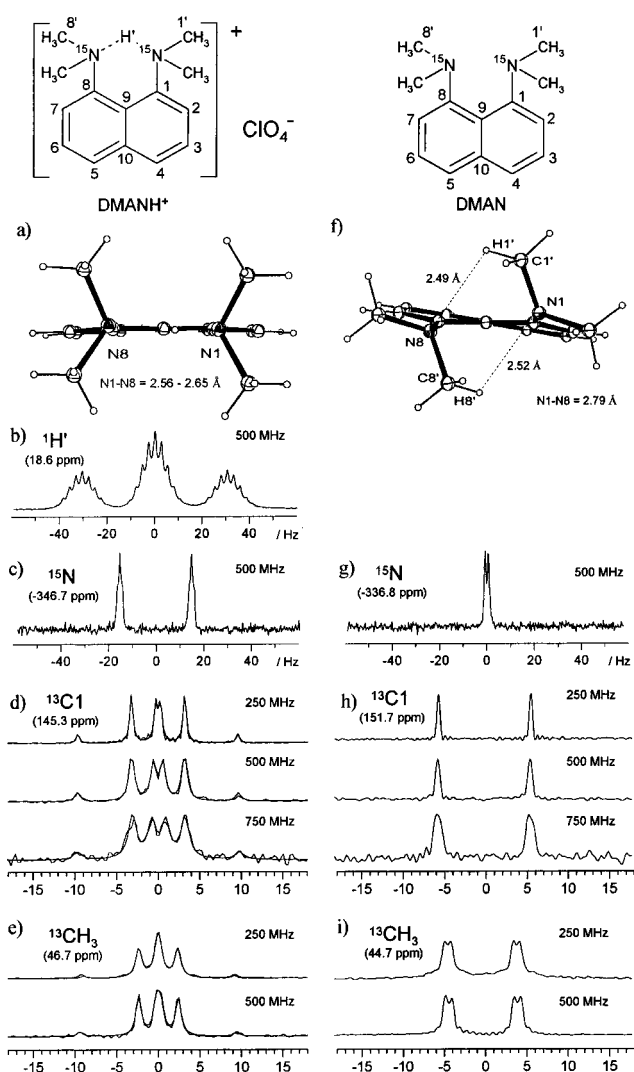 8' 1'
H₃C H' CH₃
15N 15N
H₃C CH₃
8 1
7 9 2
6 10 3
5 4
+
ClO₄⁻
DMANH⁺
8' 1'
H₃C CH₃
15N 15N
H₃C CH₃
8 1
7 9 2
6 10 3
5 4
DMAN
a)
N8 N1
N1-N8 = 2.56 - 2.65 Å
f)
H1'
C1'
2.49 Å
N1
N8
2.52 Å
C8'
H8'
N1-N8 = 2.79 Å
b) ¹H' 500 MHz
(18.6 ppm)
-40 -20 0 20 40 / Hz
c) ¹⁵N 500 MHz
(-346.7 ppm)
-40 -20 0 20 40 / Hz
g) ¹⁵N 500 MHz
(-336.8 ppm)
-40 -20 0 20 40 / Hz
d) ¹³C1 250 MHz
(145.3 ppm)
500 MHz
750 MHz
-15 -10 -5 0 5 10 15
h) ¹³C1 250 MHz
(151.7 ppm)
500 MHz
750 MHz
-15 -10 -5 0 5 10 15
e) ¹³CH₃ 250 MHz
(46.7 ppm)
500 MHz
-15 -10 -5 0 5 10 15
i) ¹³CH₃ 250 MHz
(44.7 ppm)
500 MHz
-15 -10 -5 0 5 10 15